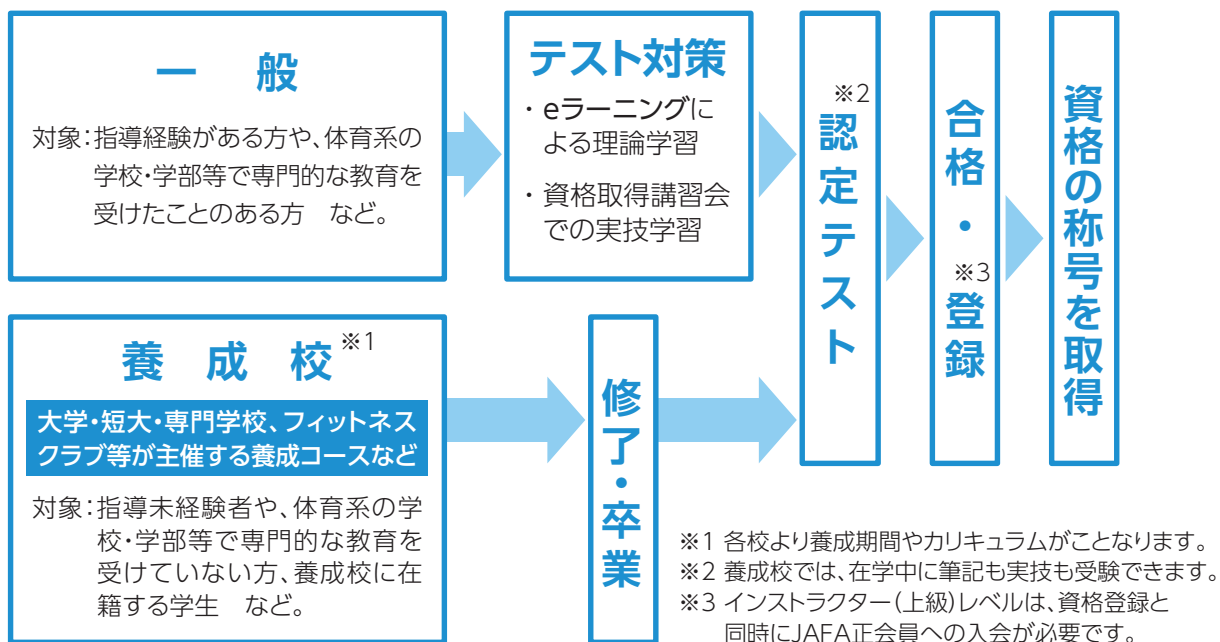 一 般
対象：指導経験がある方や、体育系の
学校・学部等で専門的な教育を
受けたことのある方 など。
テスト対策
・eラーニングに
よる理論学習
・資格取得講習会
での実技学習
養 成 校※1
大学・短大・専門学校、フィットネス
クラブ等が主催する養成コースなど
対象：指導未経験者や、体育系の学
校・学部等で専門的な教育を
受けていない方、養成校に在
籍する学生 など。
修了・卒業
※2
認定テスト
合格・
※3
登録
資格の称号を取得
※1 各校より養成期間やカリキュラムがことなります。
※2 養成校では、在学中に筆記も実技も受験できます。
※3 インストラクター（上級）レベルは、資格登録と
同時にJAFA正会員への入会が必要です。